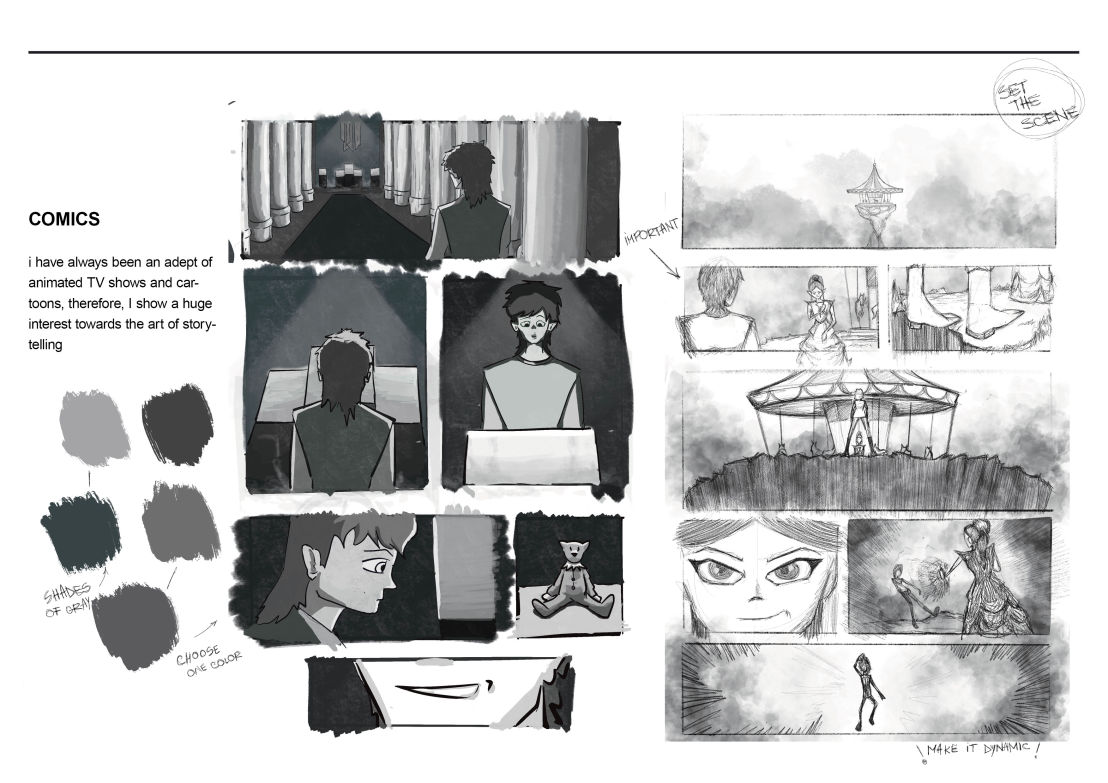 COMICS
i have always been an adept of
animated TV shows and car-
toons, therefore, I show a huge
interest towards the art of story-
telling
SHADES
OF GRAY
CHOOSE
ONE COLOR
SET
THE
SCENE
IMPORTANT
MAKE IT DYNAMIC!